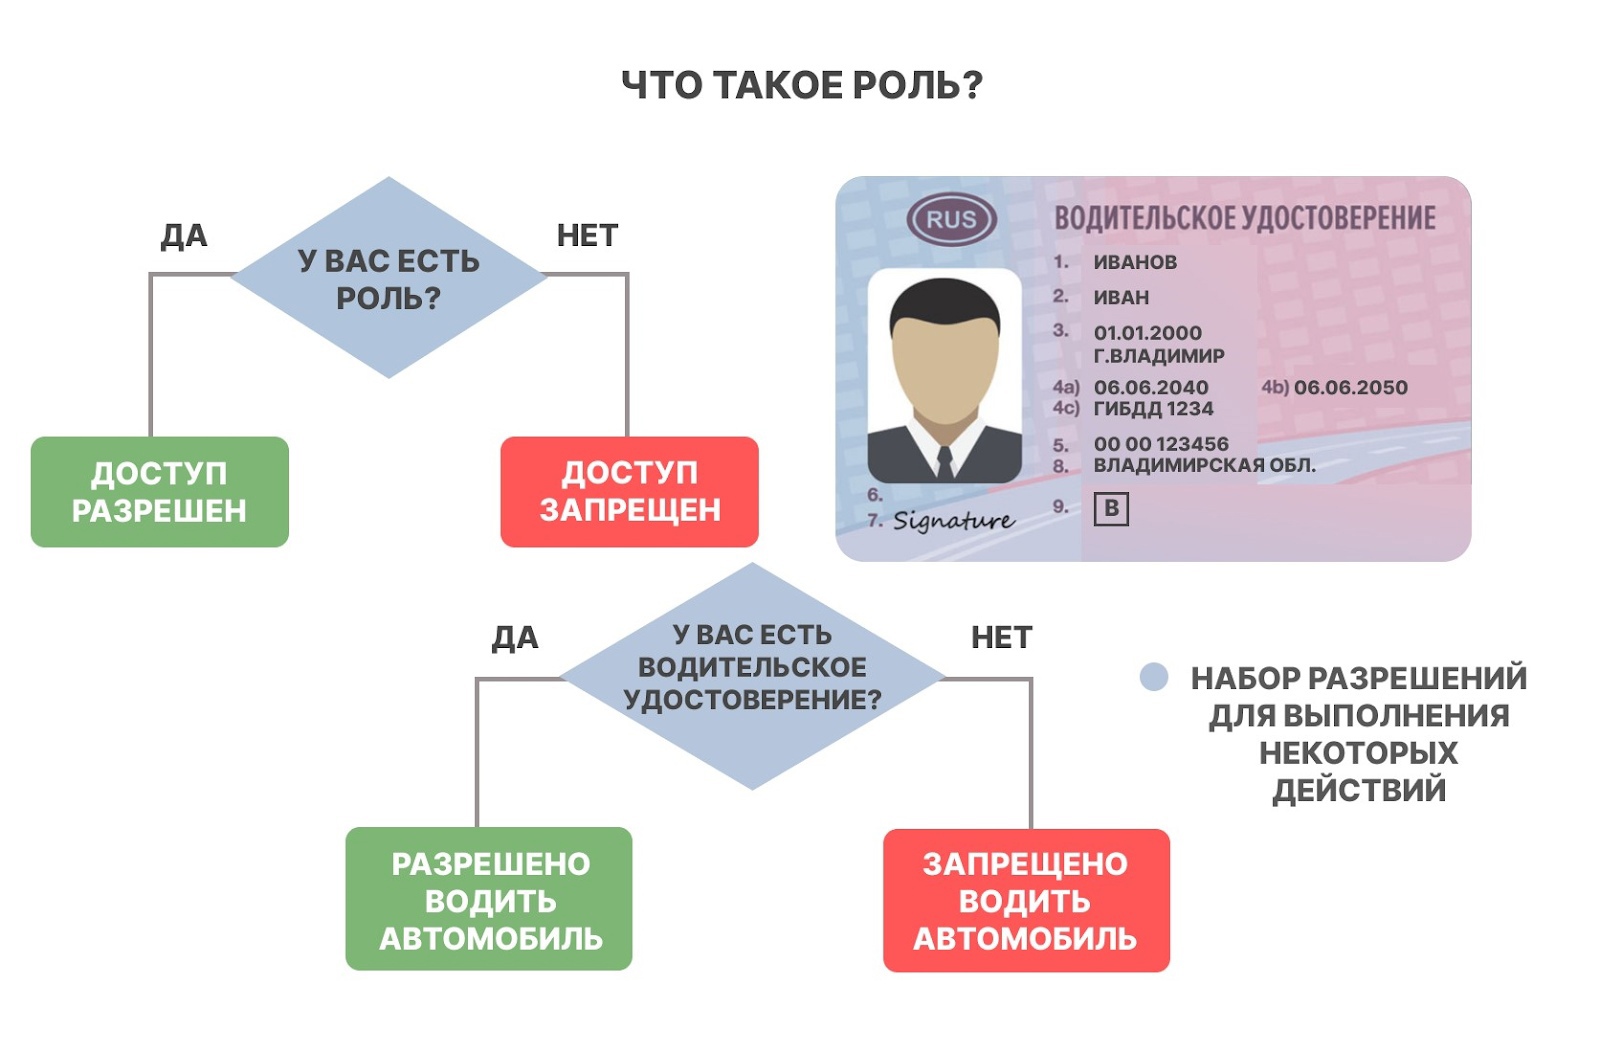 ЧТО ТАКОЕ РОЛЬ?
ДА
НЕТ
У ВАС ЕСТЬ
РОЛЬ?
ДОСТУП
РАЗРЕШЕН
ДОСТУП
ЗАПРЕЩЕН
RUS
ВОДИТЕЛЬСКОЕ УДОСТОВЕРЕНИЕ
1. ИВАНОВ
2. ИВАН
3. 01.01.2000
Г.ВЛАДИМИР
4a) 06.06.2040 4b) 06.06.2050
4c) ГИБДД 1234
5. 00 00 123456
8. ВЛАДИМИРСКАЯ ОБЛ.
6.
7. Signature
9. B
ДА
НЕТ
У ВАС ЕСТЬ
ВОДИТЕЛЬСКОЕ
УДОСТОВЕРЕНИЕ?
РАЗРЕШЕНО
ВОДИТЬ
АВТОМОБИЛЬ
ЗАПРЕЩЕНО
ВОДИТЬ
АВТОМОБИЛЬ
НАБОР РАЗРЕШЕНИЙ
ДЛЯ ВЫПОЛНЕНИЯ
НЕКОТОРЫХ
ДЕЙСТВИЙ